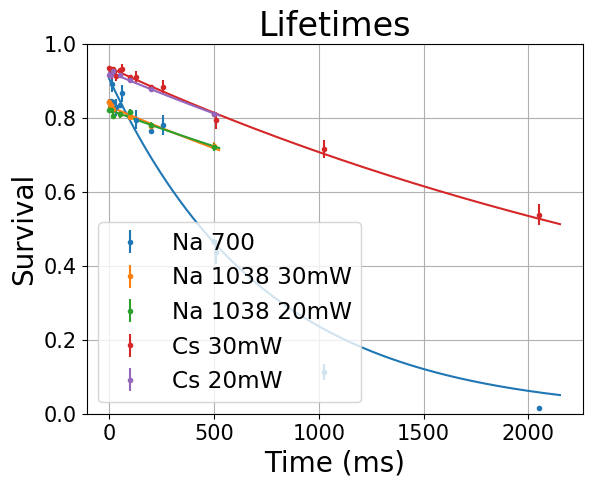 Lifetimes
Survival
1.0
0.8
0.6
0.4
0.2
0.0
Na 700
Na 1038 30mW
Na 1038 20mW
Cs 30mW
Cs 20mW
0
500
1000
1500
2000
Time (ms)